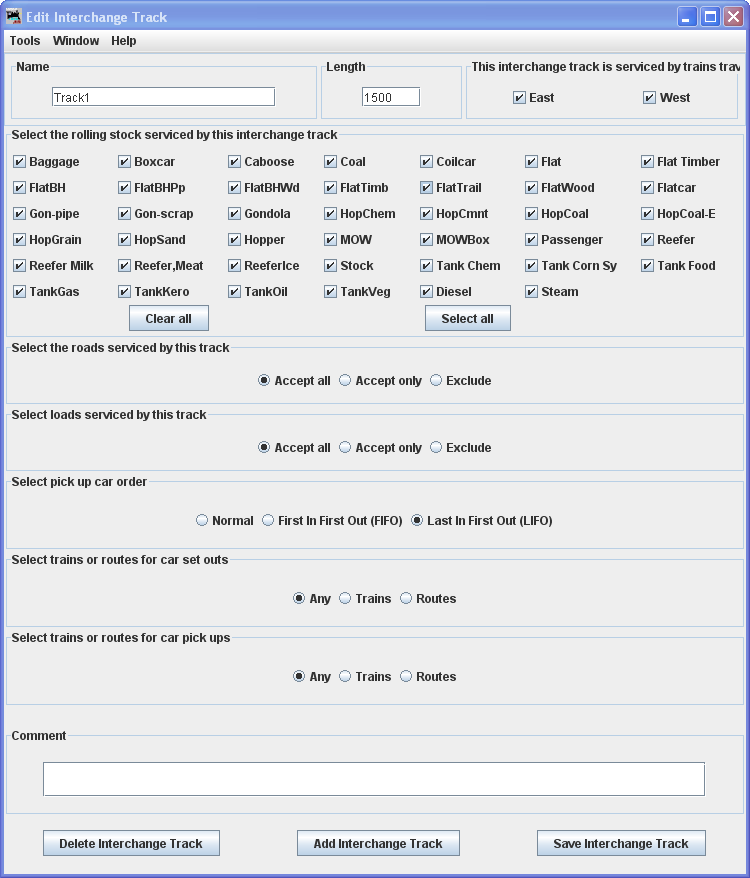 Edit Interchange Track
Tools Window Help
Name Length This interchange track is serviced by trains trav
Track1 1500 East West
Select the rolling stock serviced by this interchange track
Baggage Boxcar Caboose Coal Coilcar Flat Flat Timber
FlatBH FlatBHPp FlatBHWd FlatTimb FlatTrail FlatWood Flatcar
Gon-pipe Gon-scrap Gondola HopChem HopCmnt HopCoal HopCoal-E
HopGrain HopSand Hopper MOW MOWBox Passenger Reefer
Reefer Milk Reefer,Meat ReeferIce Stock Tank Chem Tank Corn Sy Tank Food
TankGas TankKero TankOil TankVeg Diesel Steam
Clear all Select all
Select the roads serviced by this track
Accept all Accept only Exclude
Select loads serviced by this track
Accept all Accept only Exclude
Select pick up car order
Normal First In First Out (FIFO) Last In First Out (LIFO)
Select trains or routes for car set outs
Any Trains Routes
Select trains or routes for car pick ups
Any Trains Routes
Comment
Delete Interchange Track Add Interchange Track Save Interchange Track